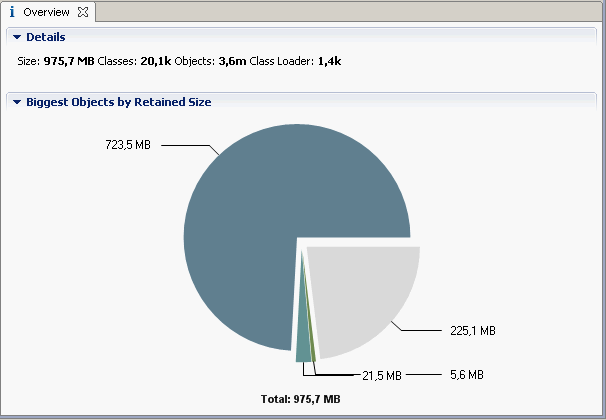 Overview
Details
Size: 975,7 MB Classes: 20,1k Objects: 3,6m Class Loader: 1,4k
Biggest Objects by Retained Size
723,5 MB
225,1 MB
21,5 MB
5,6 MB
Total: 975,7 MB